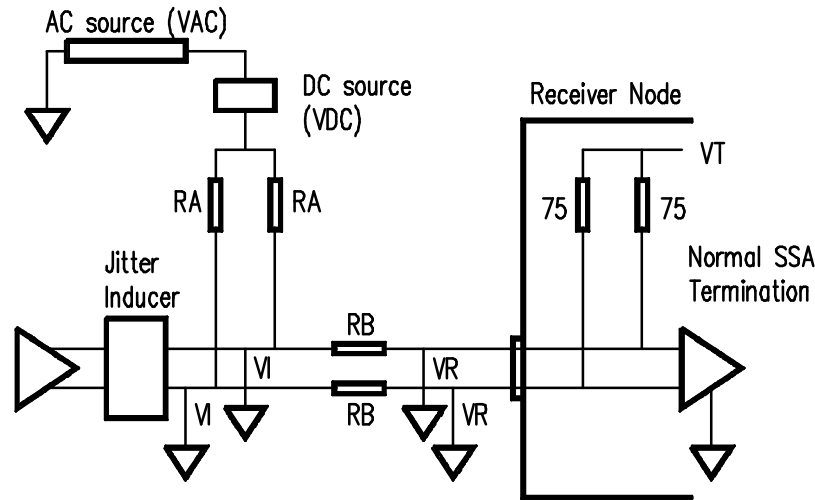 AC source (VAC)
DC source
(VDC)
Receiver Node
VT
RA
RA
75
75
Normal SSA
Termination
Jitter
Inducer
RB
VI
VR
RB
VI
VR